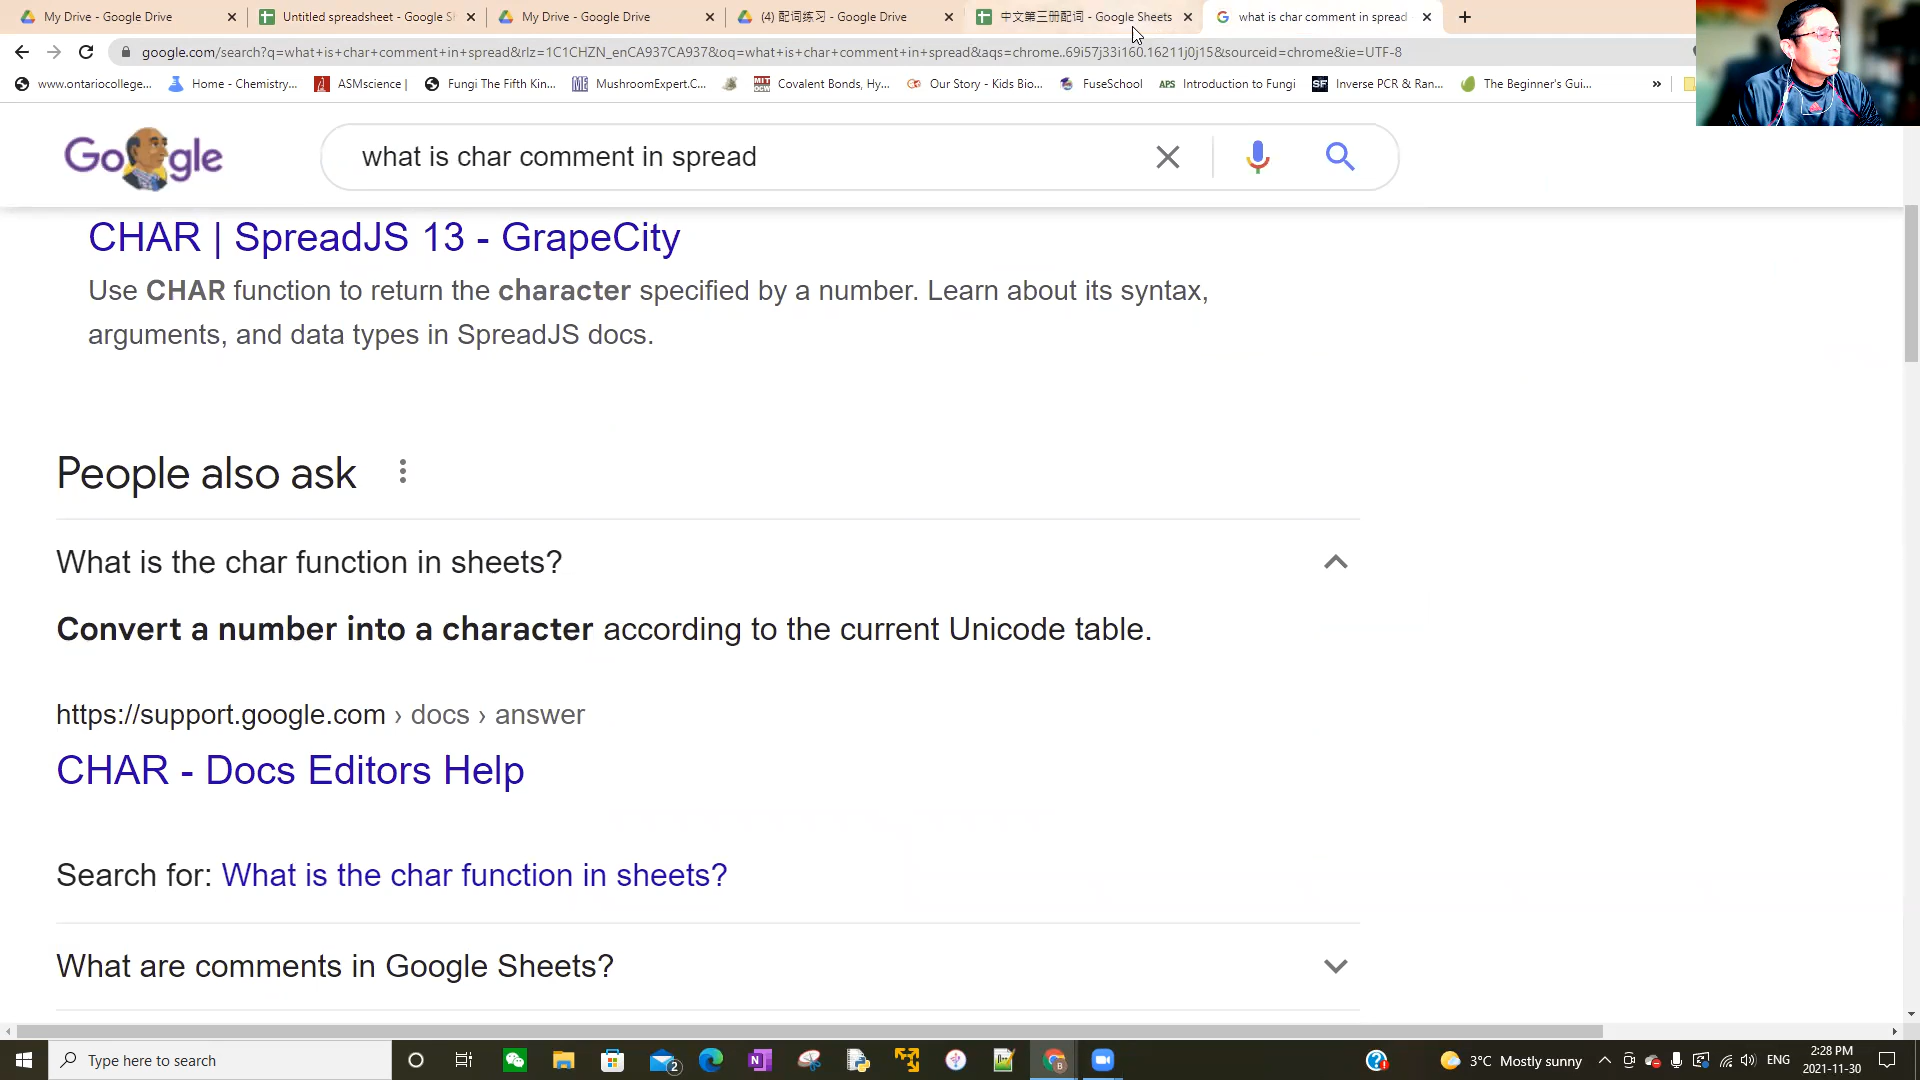 My Drive - Google Drive
Untitled spreadsheet - Google S
My Drive - Google Drive
(4) 配词练习 - Google Drive
中文第三册配词 - Google Sheets
what is char comment in spread
google.com/search?q=what+is+char+comment+in+spread&rlz=1C1CHZN_enCA937CA937&oq=what+is+char+comment+in+spread&aqs=chrome..69i57j33i160.16211j0j15&sourceid=chrome&ie=UTF-8
www.ontariocollege...
Home - Chemistry...
ASMscience |
Fungi The Fifth Kin...
MushroomExpert.C...
Covalent Bonds, Hy...
Our Story - Kids Bio...
FuseSchool
APS Introduction to Fungi
SF Inverse PCR & Ran...
The Beginner's Gui...
Google
what is char comment in spread
CHAR | SpreadJS 13 - GrapeCity
Use CHAR function to return the character specified by a number. Learn about its syntax,
arguments, and data types in SpreadJS docs.
People also ask
What is the char function in sheets?
Convert a number into a character according to the current Unicode table.
https://support.google.com › docs › answer
CHAR - Docs Editors Help
Search for: What is the char function in sheets?
What are comments in Google Sheets?
Type here to search
2
3°C Mostly sunny
ENG
2:28 PM
2021-11-30